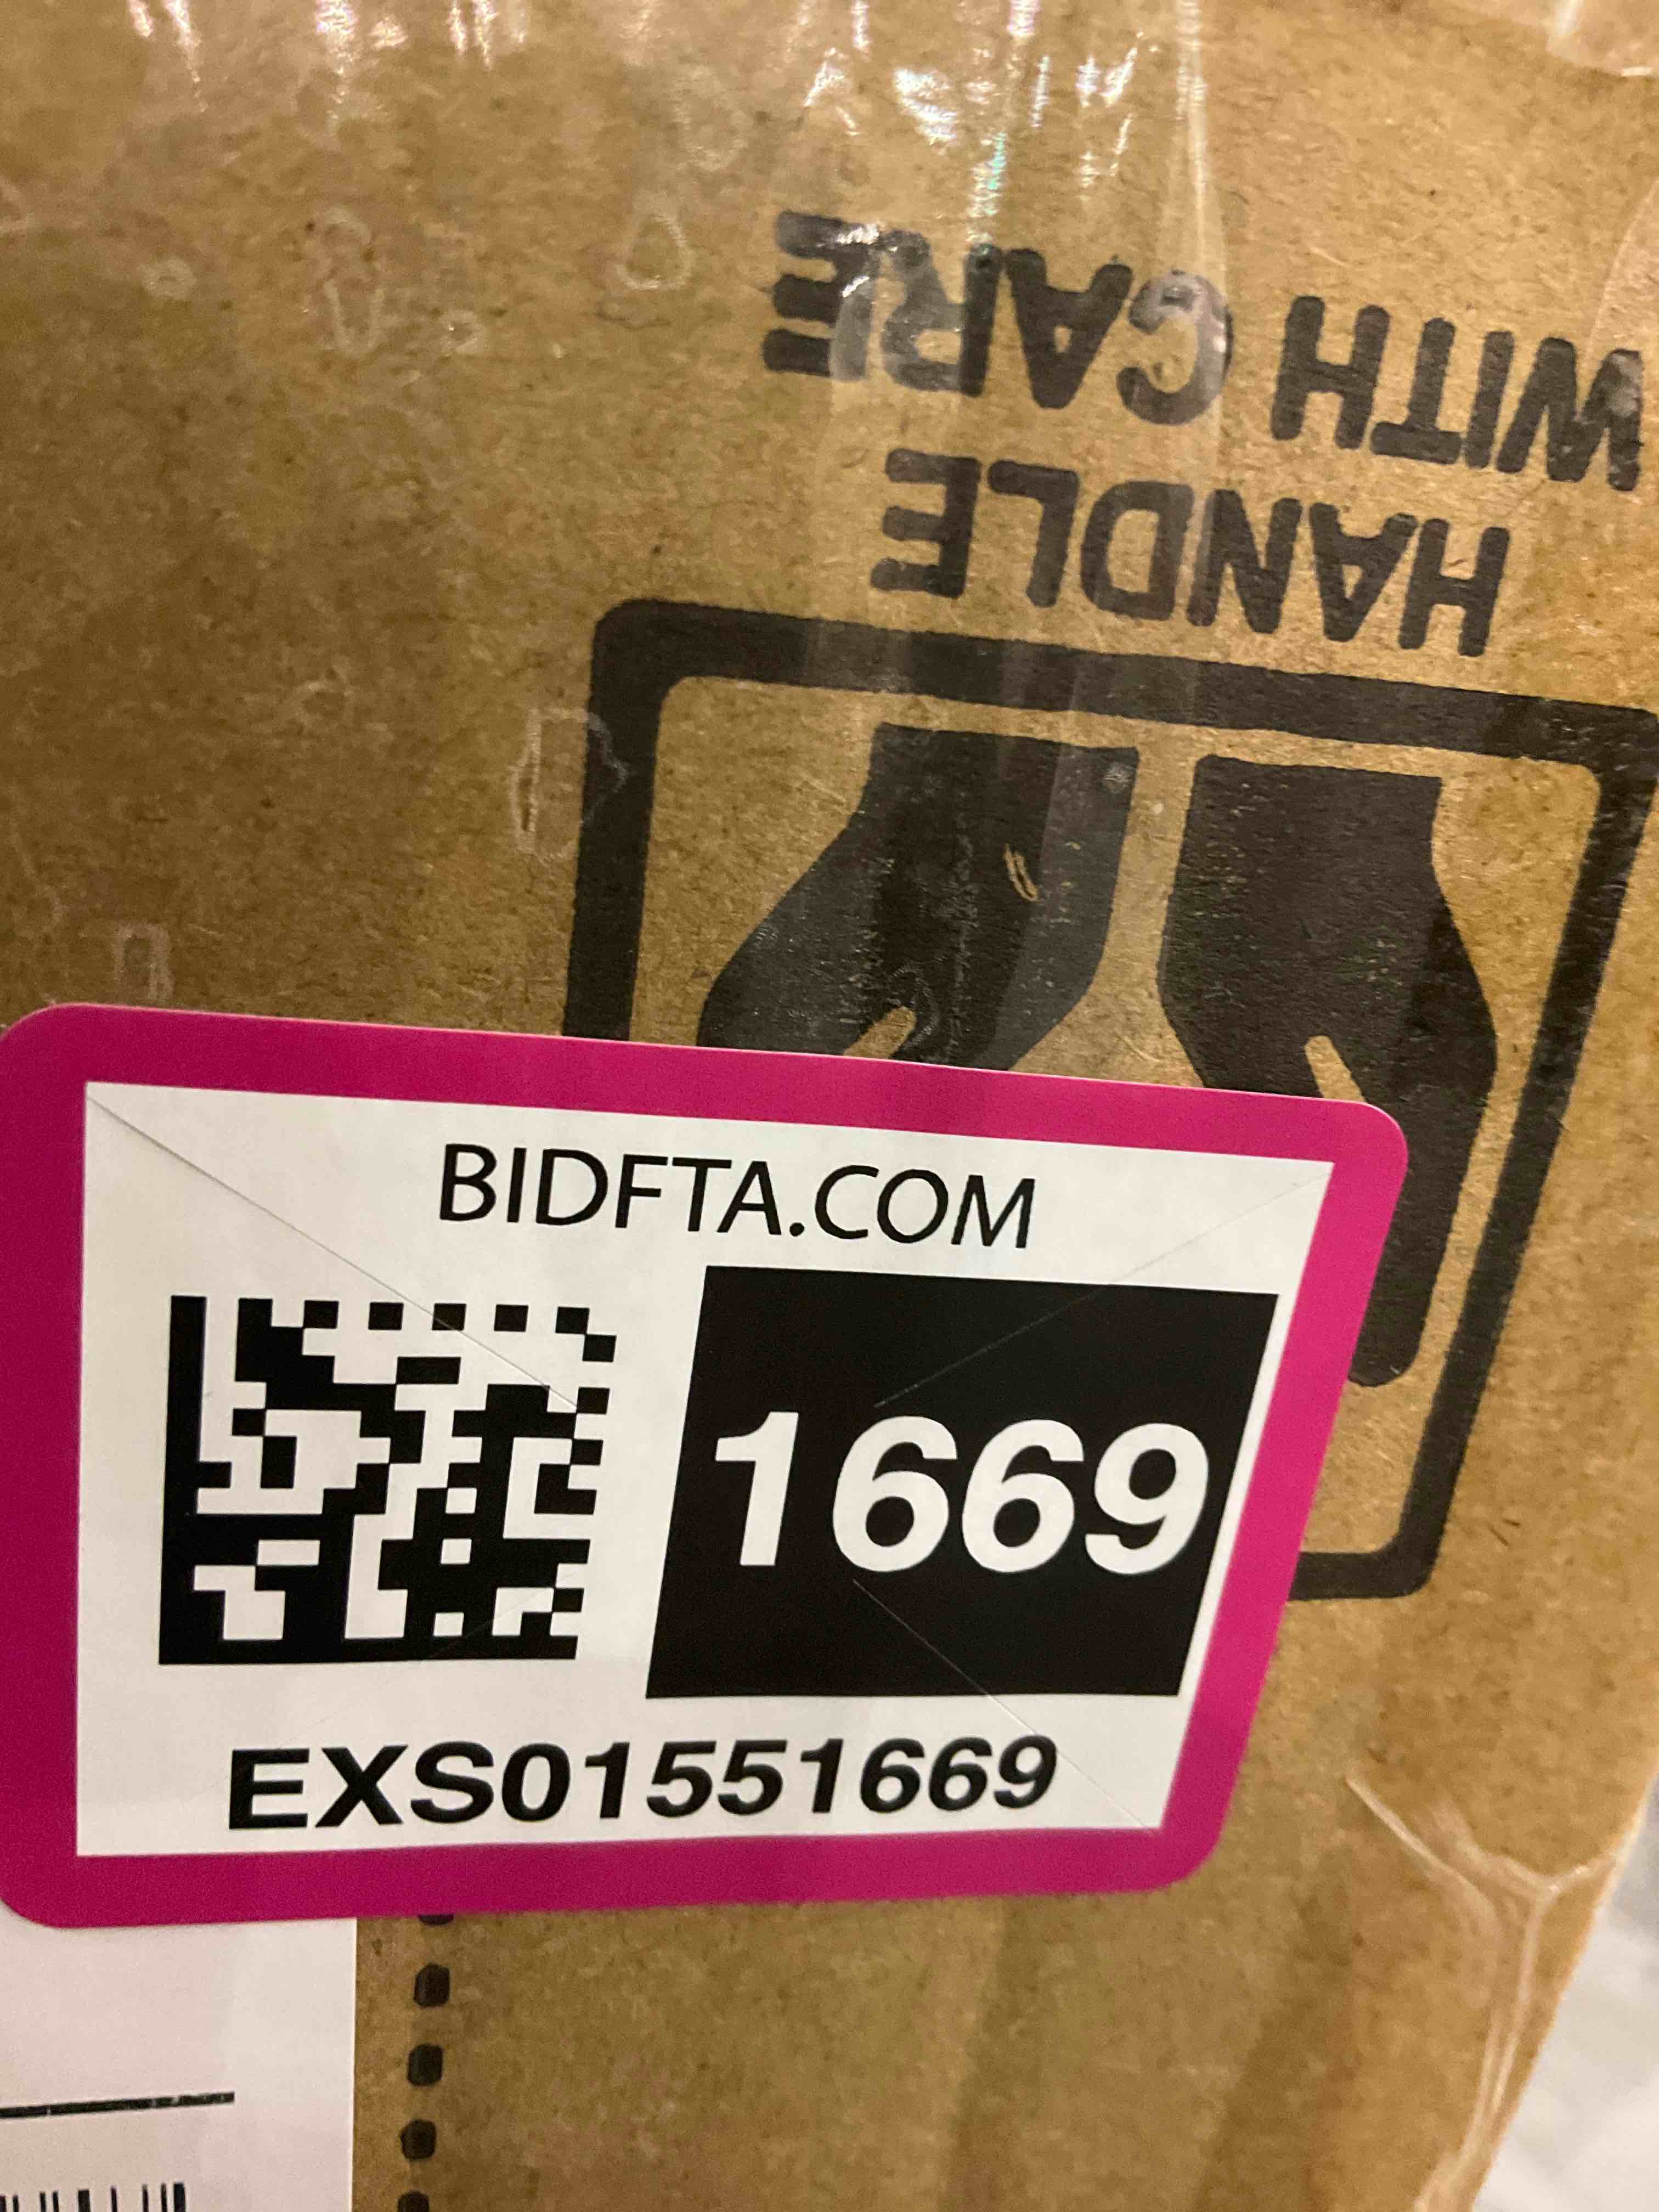 HANDLE
WITH CARE
BIDFTA.COM
1669
EXS01551669